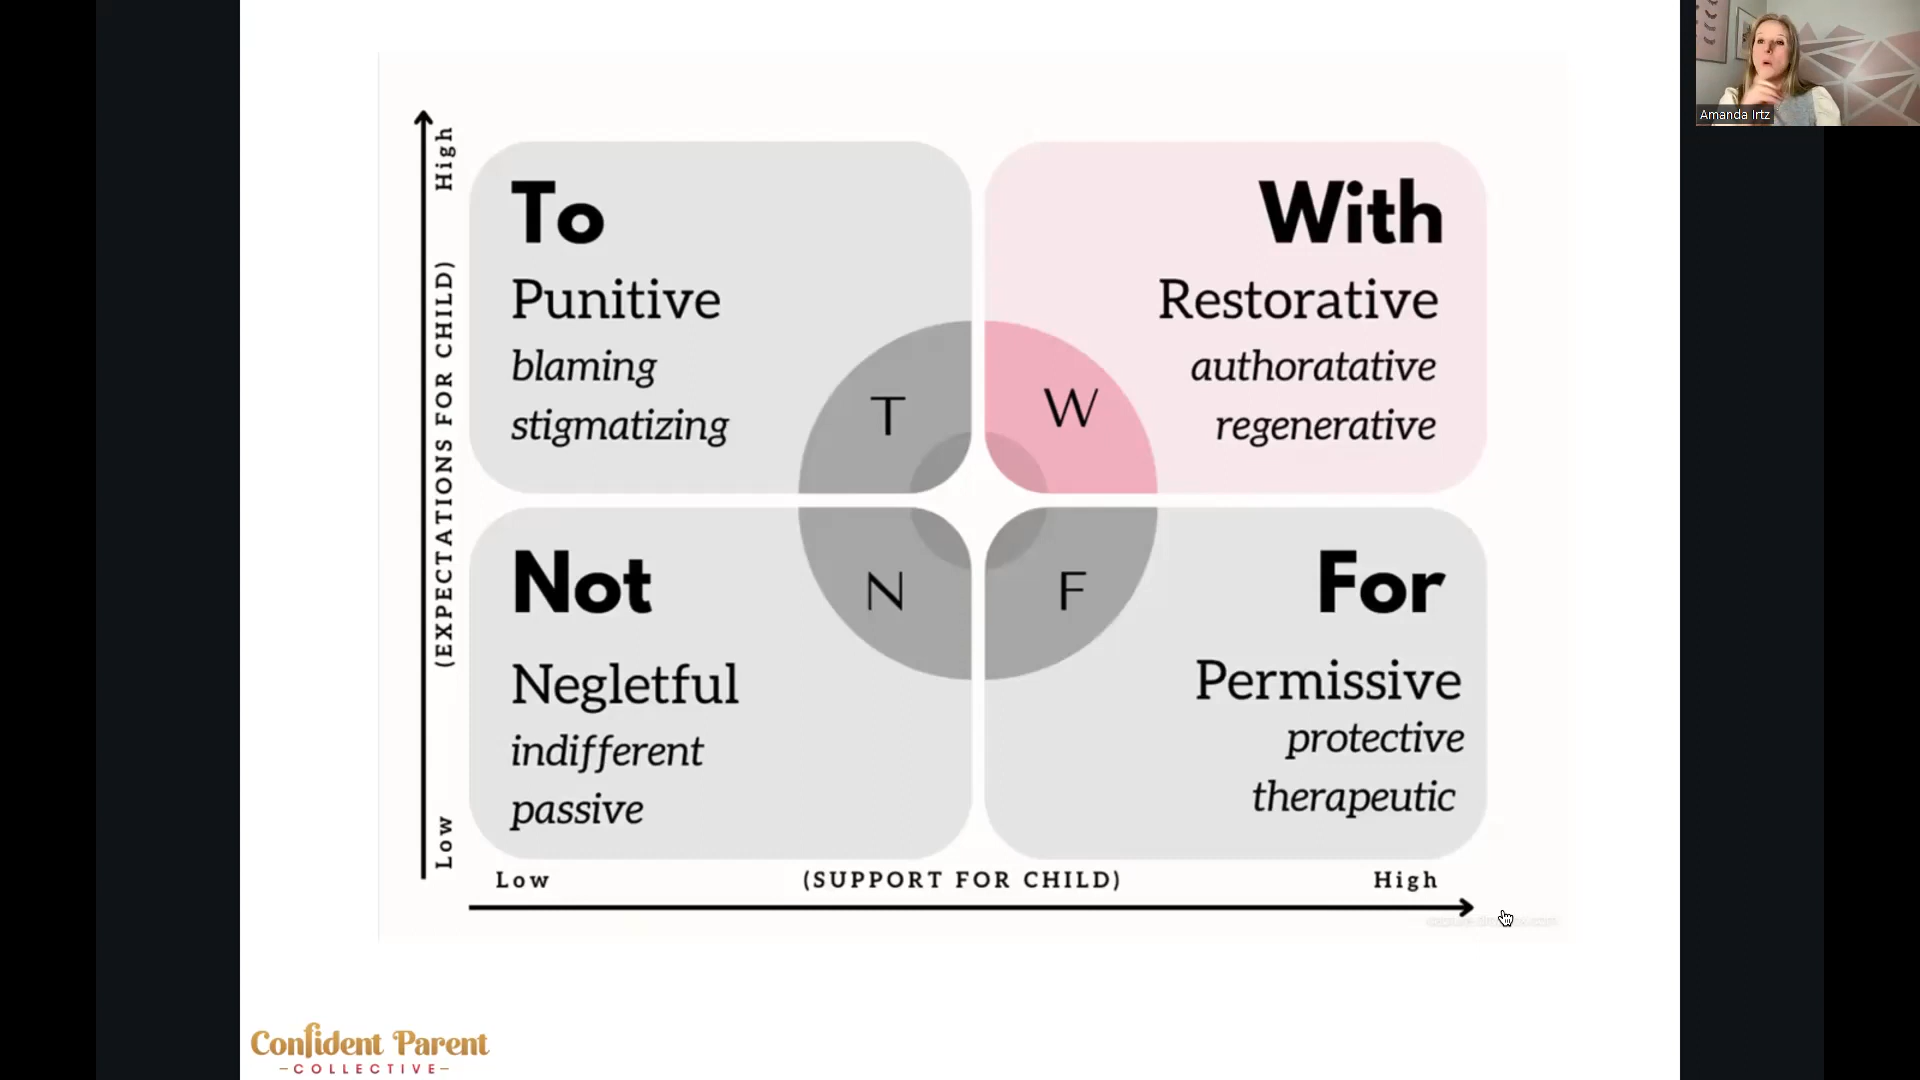 Amanda Irtz
High
(EXPECTATIONS FOR CHILD)
Low
To
Punitive
blaming
stigmatizing
With
Restorative
authoratative
regenerative
T
W
N
F
Not
Negletful
indifferent
passive
For
Permissive
protective
therapeutic
Low
(SUPPORT FOR CHILD)
High
Confident Parent
COLLECTIVE